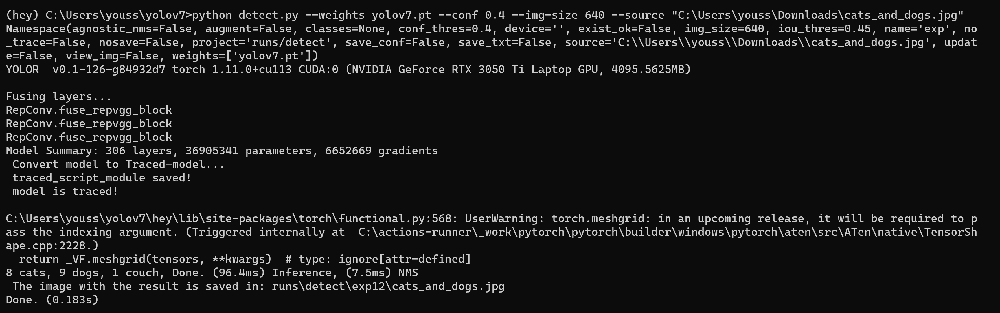 (hey) C:\Users\youss\yolov7>python detect.py --weights yolov7.pt --conf 0.4 --img-size 640 --source "C:\Users\youss\Downloads\cats_and_dogs.jpg"
Namespace(agnostic_nms=False, augment=False, classes=None, conf_thres=0.4, device='', exist_ok=False, img_size=640, iou_thres=0.45, name='exp', no
_trace=False, nosave=False, project='runs/detect', save_conf=False, save_txt=False, source='C:\\Users\\youss\\Downloads\\cats_and_dogs.jpg', updat
e=False, view_img=False, weights=['yolov7.pt'])
YOLOR  v0.1-126-g84932d7 torch 1.11.0+cu113 CUDA:0 (NVIDIA GeForce RTX 3050 Ti Laptop GPU, 4095.5625MB)

Fusing layers...
RepConv.fuse_repvgg_block
RepConv.fuse_repvgg_block
RepConv.fuse_repvgg_block
Model Summary: 306 layers, 36905341 parameters, 6652669 gradients
 Convert model to Traced-model...
 traced_script_module saved!
 model is traced!

C:\Users\youss\yolov7\hey\lib\site-packages\torch\functional.py:568: UserWarning: torch.meshgrid: in an upcoming release, it will be required to p
ass the indexing argument. (Triggered internally at  C:\actions-runner\_work\pytorch\pytorch\builder\windows\pytorch\aten\src\ATen\native\TensorSh
ape.cpp:2228.)
  return _VF.meshgrid(tensors, **kwargs)  # type: ignore[attr-defined]
8 cats, 9 dogs, 1 couch, Done. (96.4ms) Inference, (7.5ms) NMS
 The image with the result is saved in: runs\detect\exp12\cats_and_dogs.jpg
Done. (0.183s)